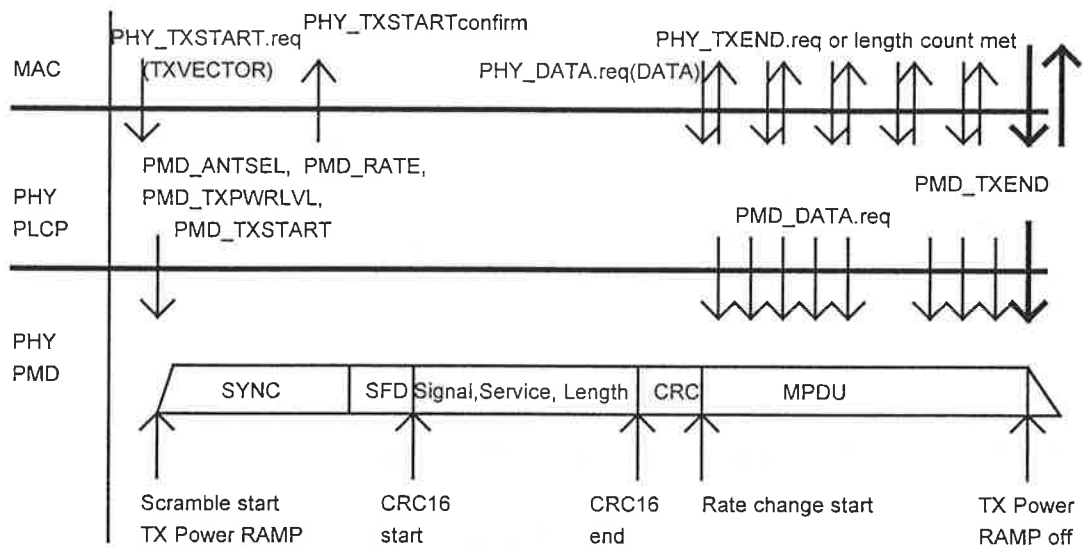 PHY_TXSTART.req
(TXVECTOR)
PHY_TXSTARTconfirm
PHY_TXEND.req or length count met
PHY_DATA.req(DATA)
MAC
PMD_ANTSEL, PMD_RATE,
PMD_TXPWRLVL,
PMD_TXSTART
PHY
PLCP
PMD_TXEND
PMD_DATA.req
PHY
PMD
SYNC
SFD
Signal,Service, Length
CRC
MPDU
Scramble start
TX Power RAMP
CRC16
start
CRC16
end
Rate change start
TX Power
RAMP off